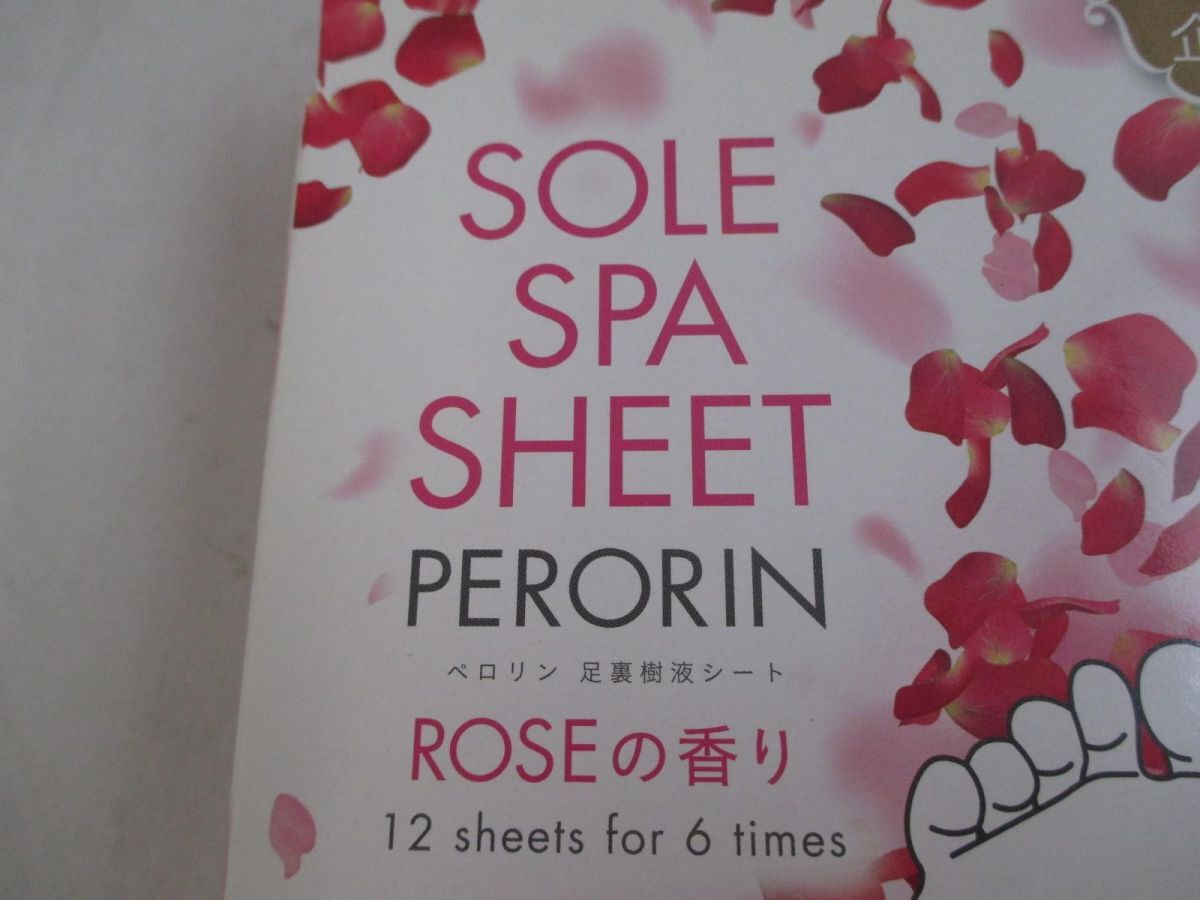 SOLE
SPA
SHEET
PERORIN
ペロリン 足裏樹液シート
ROSEの香り
12 sheets for 6 times